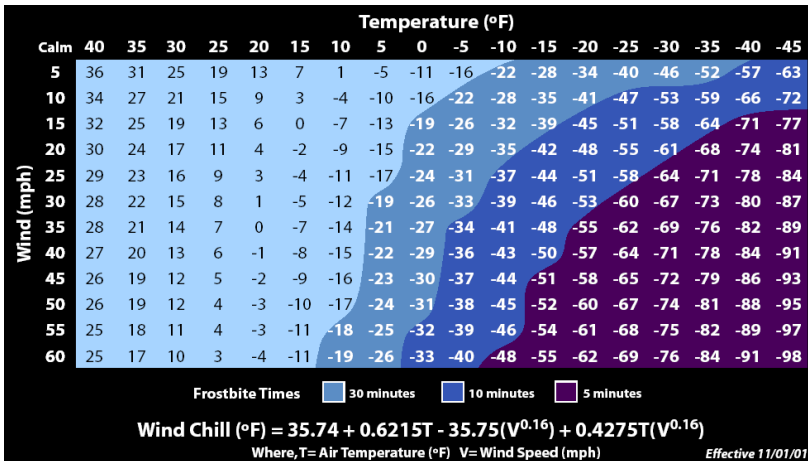 Temperature (ºF)
Calm 40 35 30 25 20 15 10 5 0 -5 -10 -15 -20 -25 -30 -35 -40 -45
5 36 31 25 19 13 7 1 -5 -11 -16 -22 -28 -34 -40 -46 -52 -57 -63
10 34 27 21 15 9 3 -4 -10 -16 -22 -28 -35 -41 -47 -53 -59 -66 -72
15 32 25 19 13 6 0 -7 -13 -19 -26 -32 -39 -45 -51 -58 -64 -71 -77
20 30 24 17 11 4 -2 -9 -15 -22 -29 -35 -42 -48 -55 -61 -68 -74 -81
25 29 23 16 9 3 -4 -11 -17 -24 -31 -37 -44 -51 -58 -64 -71 -78 -84
30 28 22 15 8 1 -5 -12 -19 -26 -33 -39 -46 -53 -60 -67 -73 -80 -87
35 28 21 14 7 0 -7 -14 -21 -27 -34 -41 -48 -55 -62 -69 -76 -82 -89
40 27 20 13 6 -1 -8 -15 -22 -29 -36 -43 -50 -57 -64 -71 -78 -84 -91
45 26 19 12 5 -2 -9 -16 -23 -30 -37 -44 -51 -58 -65 -72 -79 -86 -93
50 26 19 12 4 -3 -10 -17 -24 -31 -38 -45 -52 -60 -67 -74 -81 -88 -95
55 25 18 11 4 -3 -11 -18 -25 -32 -39 -46 -54 -61 -68 -75 -82 -89 -97
60 25 17 10 3 -4 -11 -19 -26 -33 -40 -48 -55 -62 -69 -76 -84 -91 -98
Wind (mph)
Frostbite Times 30 minutes 10 minutes 5 minutes
Wind Chill (ºF) = 35.74 + 0.6215T - 35.75(V^0.16) + 0.4275T(V^0.16)
Where, T= Air Temperature (ºF) V= Wind Speed (mph) Effective 11/01/01